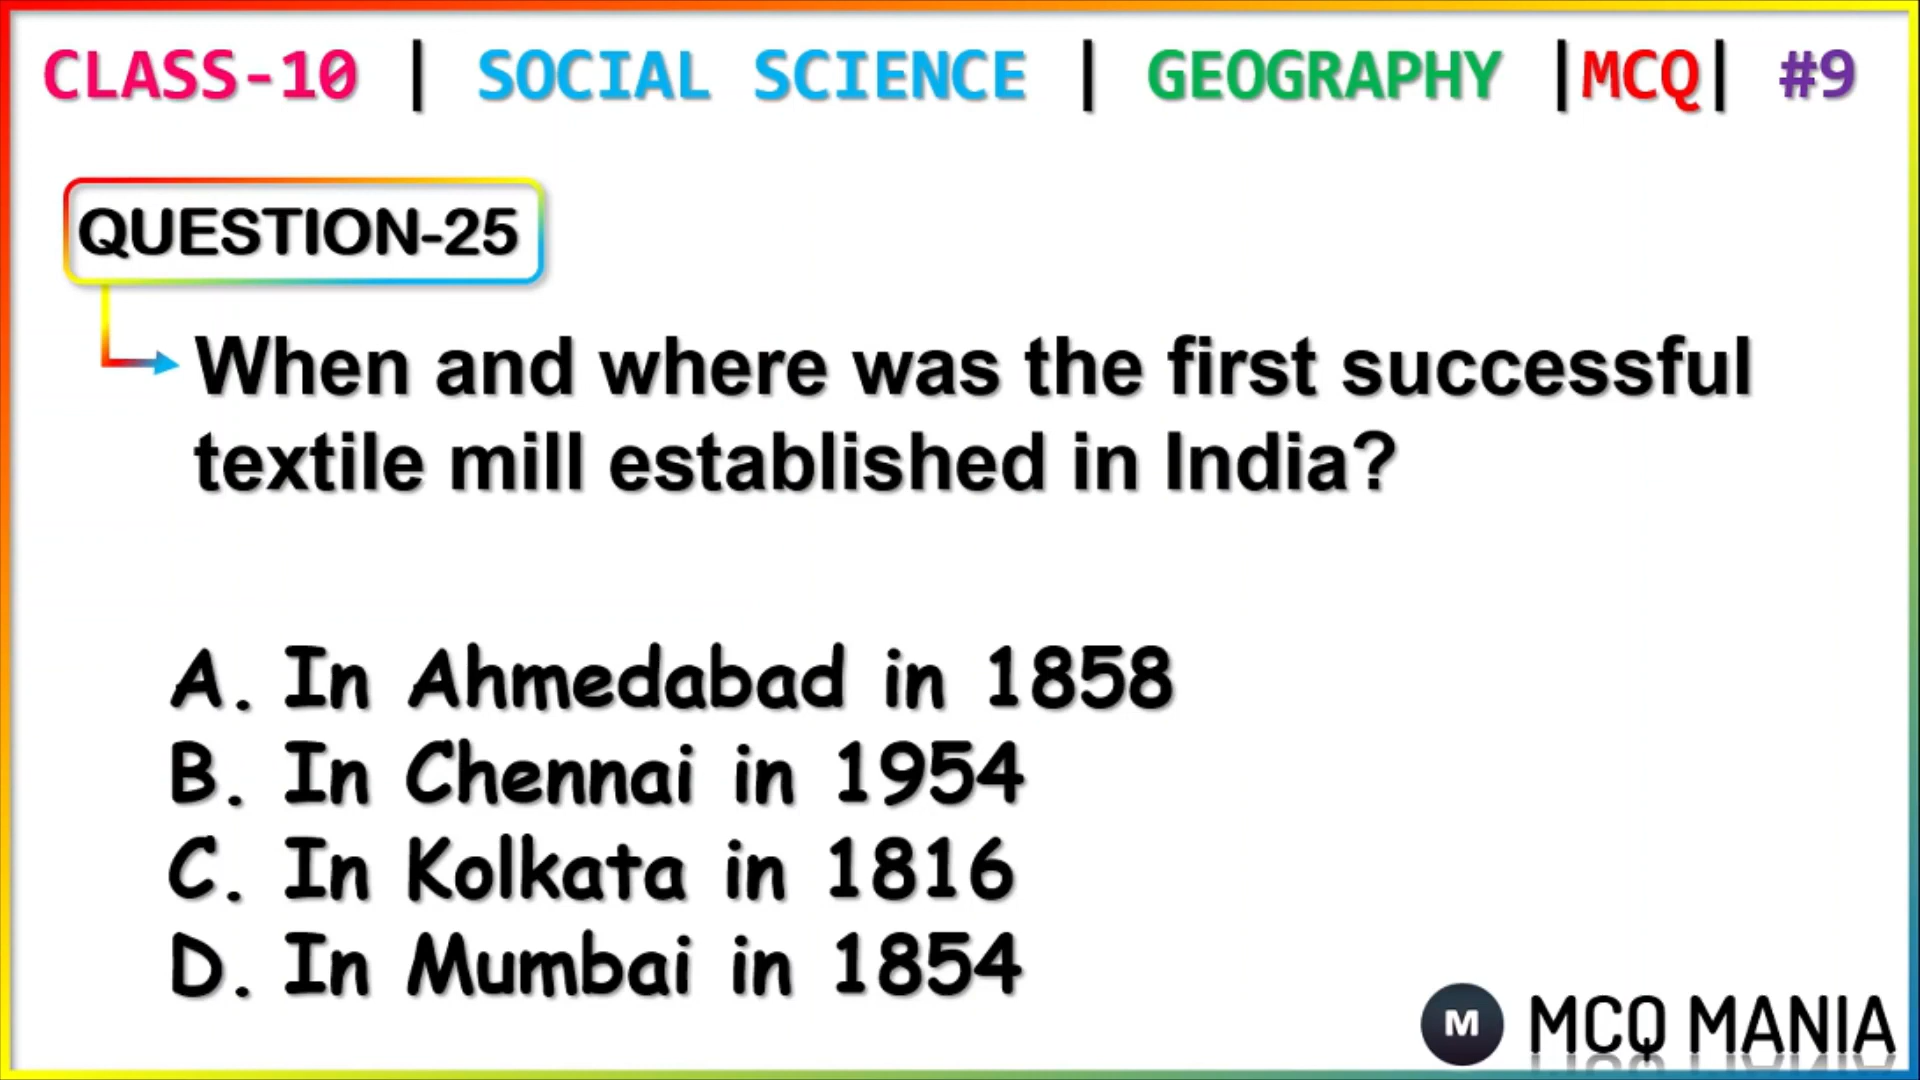 CLASS-10 | SOCIAL SCIENCE | GEOGRAPHY |MCQ| #9
QUESTION-25
When and where was the first successful
textile mill established in India?
A. In Ahmedabad in 1858
B. In Chennai in 1954
C. In Kolkata in 1816
D. In Mumbai in 1854
M MCQ MANIA